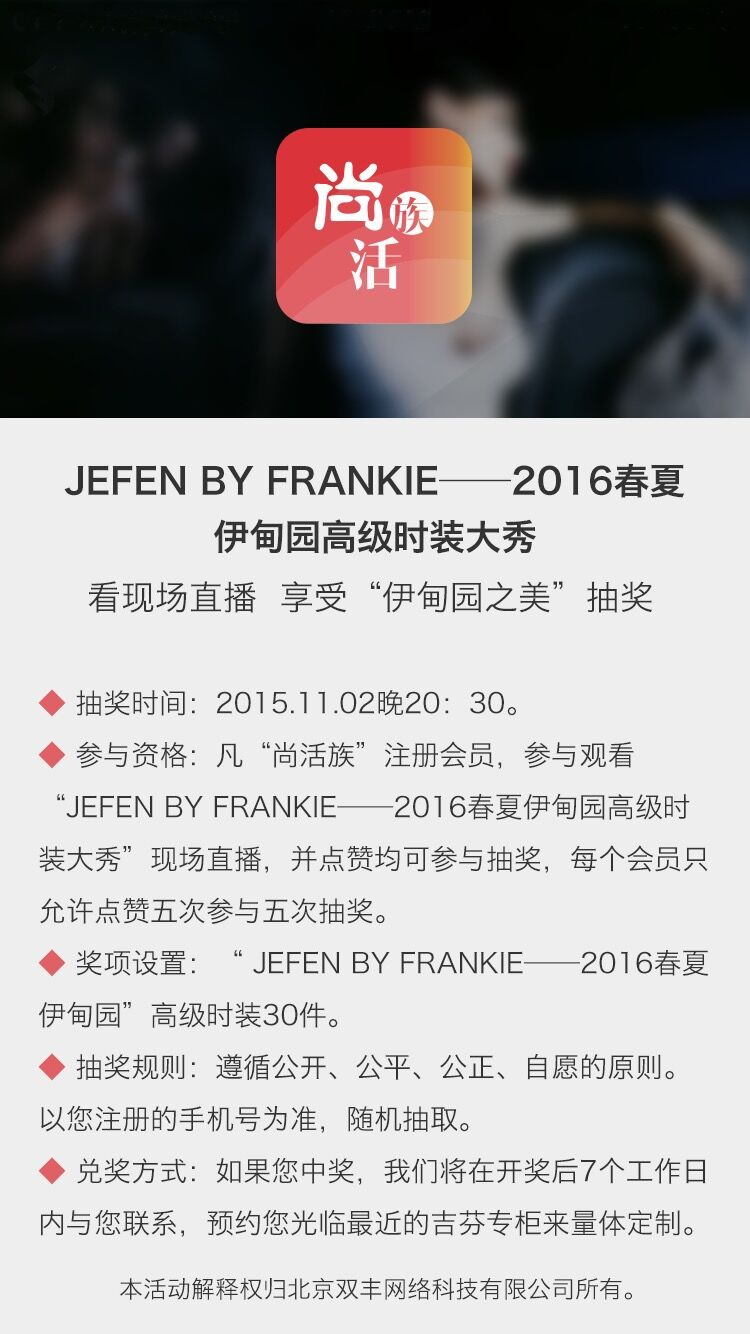 尚族
活
JEFEN BY FRANKIE——2016春夏
伊甸园高级时装大秀
看现场直播 享受“伊甸园之美”抽奖
◆ 抽奖时间：2015.11.02晚20：30。
◆ 参与资格：凡“尚活族”注册会员，参与观看
“JEFEN BY FRANKIE——2016春夏伊甸园高级时
装大秀”现场直播，并点赞均可参与抽奖，每个会员只
允许点赞五次参与五次抽奖。
◆ 奖项设置：“ JEFEN BY FRANKIE——2016春夏
伊甸园”高级时装30件。
◆ 抽奖规则：遵循公开、公平、公正、自愿的原则。
以您注册的手机号为准，随机抽取。
◆ 兑奖方式：如果您中奖，我们将在开奖后7个工作日
内与您联系，预约您光临最近的吉芬专柜来量体定制。
本活动解释权归北京双丰网络科技有限公司所有。